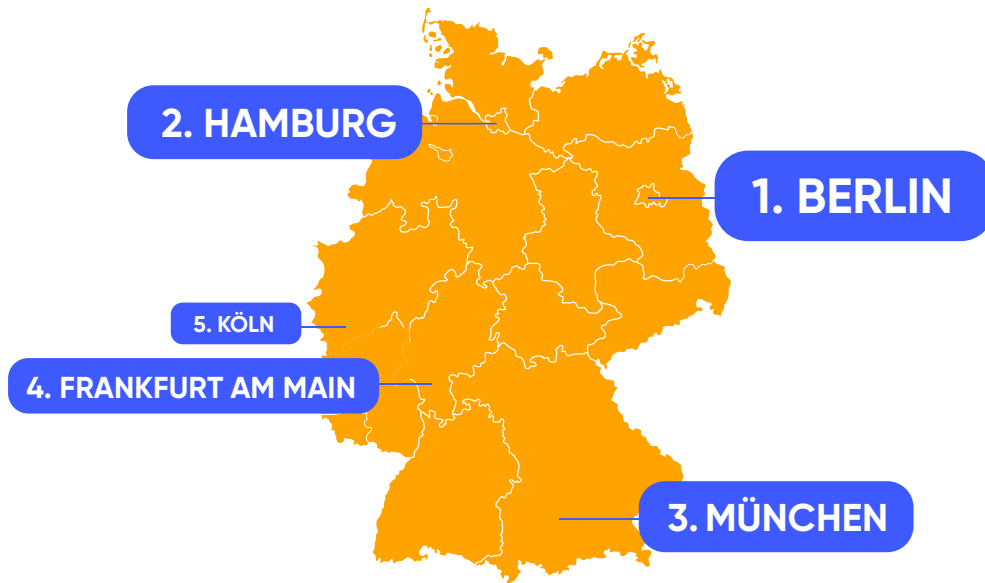 2. HAMBURG
1. BERLIN
5. KÖLN
4. FRANKFURT AM MAIN
3. MÜNCHEN